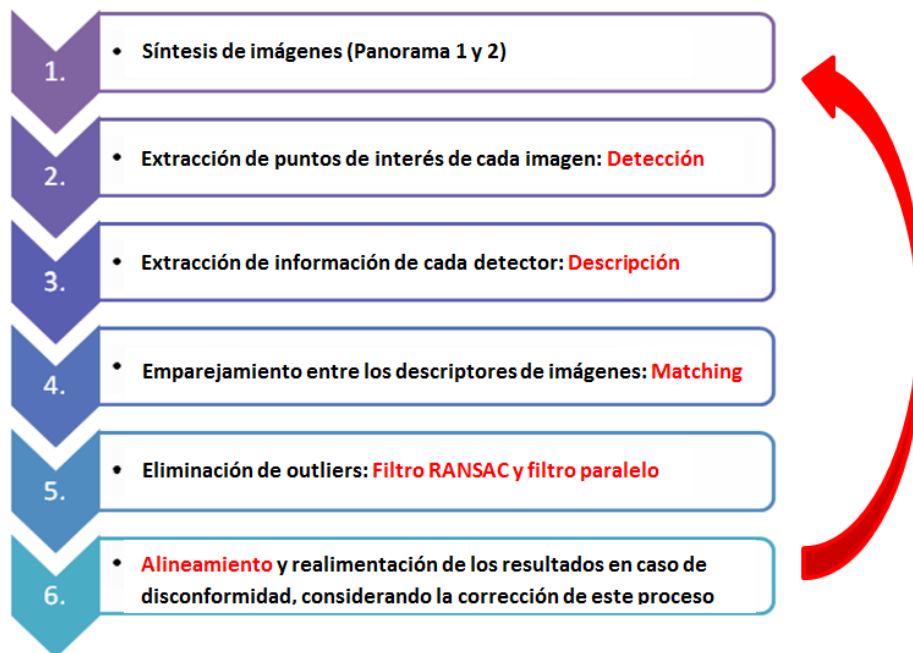 1.
• Síntesis de imágenes (Panorama 1 y 2)
2.
• Extracción de puntos de interés de cada imagen: Detección
3.
• Extracción de información de cada detector: Descripción
4.
• Emparejamiento entre los descriptores de imágenes: Matching
5.
• Eliminación de outliers: Filtro RANSAC y filtro paralelo
6.
• Alineamiento y realimentación de los resultados en caso de
disconformidad, considerando la corrección de este proceso